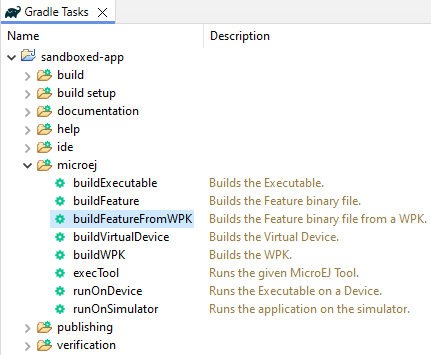 Gradle Tasks
Name Description
sandboxed-app
build
build setup
documentation
help
ide
microej
buildExecutable Builds the Executable.
buildFeature Builds the Feature binary file.
buildFeatureFromWPK Builds the Feature binary file from a WPK.
buildVirtualDevice Builds the Virtual Device.
buildWPK Builds the WPK.
execTool Runs the given MicroEJ Tool.
runOnDevice Runs the Executable on a Device.
runOnSimulator Runs the application on the simulator.
publishing
verification